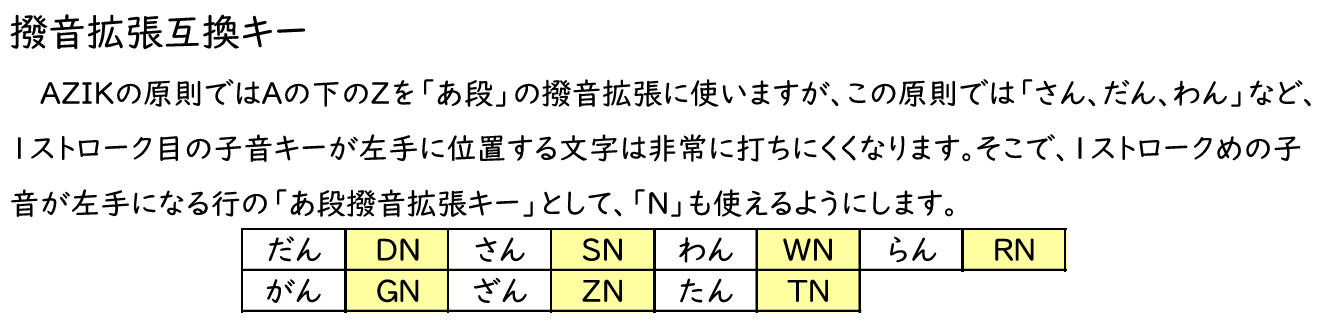 撥音拡張互換キー
　AZIKの原則ではAの下のZを「あ段」の撥音拡張に使いますが、この原則では「さん、だん、わん」など、
1ストローク目の子音キーが左手に位置する文字は非常に打ちにくくなります。そこで、1ストロークめの子
音が左手になる行の「あ段撥音拡張キー」として、「N」も使えるようにします。
だん DN さん SN わん WN らん RN
がん GN ざん ZN たん TN